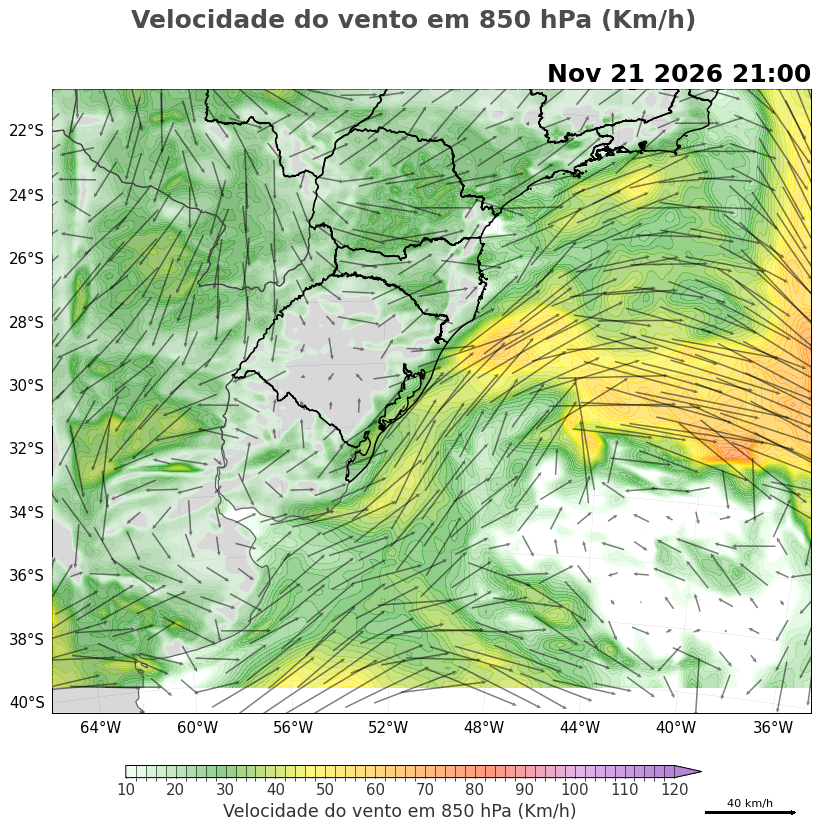 Velocidade do vento em 850 hPa (Km/h)
Nov 21 2026 21:00
22°S
24°S
26°S
28°S
30°S
32°S
34°S
36°S
38°S
40°S
64°W 60°W 56°W 52°W 48°W 44°W 40°W 36°W
10 20 30 40 50 60 70 80 90 100 110 120
Velocidade do vento em 850 hPa (Km/h)
40 km/h